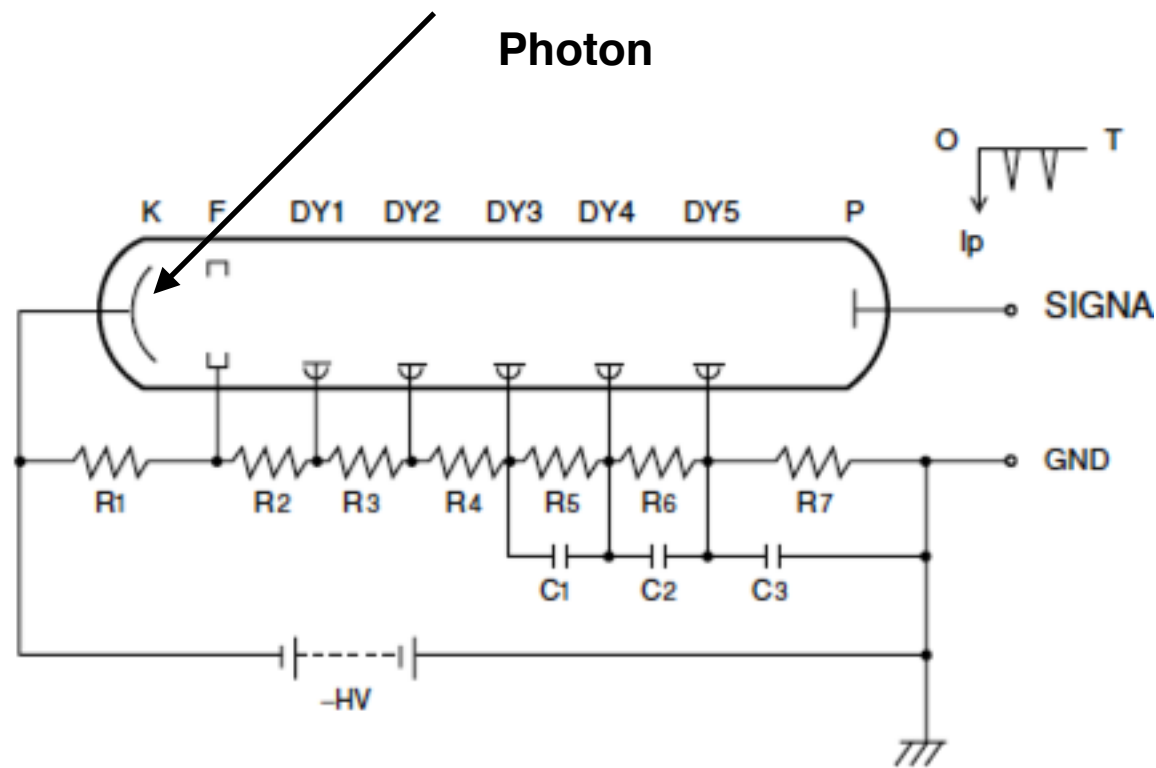 Photon
O T
K F DY1 DY2 DY3 DY4 DY5 P
Ip
SIGNA
GND
R1 R2 R3 R4 R5 R6 R7
C1 C2 C3
–HV